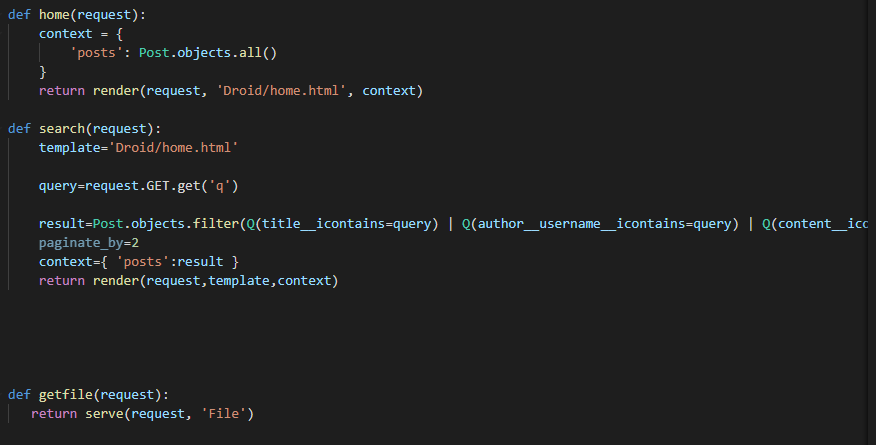 def home(request):
    context = {
        'posts': Post.objects.all()
    }
    return render(request, 'Droid/home.html', context)
def search(request):
    template='Droid/home.html'
    query=request.GET.get('q')
    result=Post.objects.filter(Q(title__icontains=query) | Q(author__username__icontains=query) | Q(content__ico
    paginate_by=2
    context={ 'posts':result }
    return render(request,template,context)
def getfile(request):
   return serve(request, 'File')